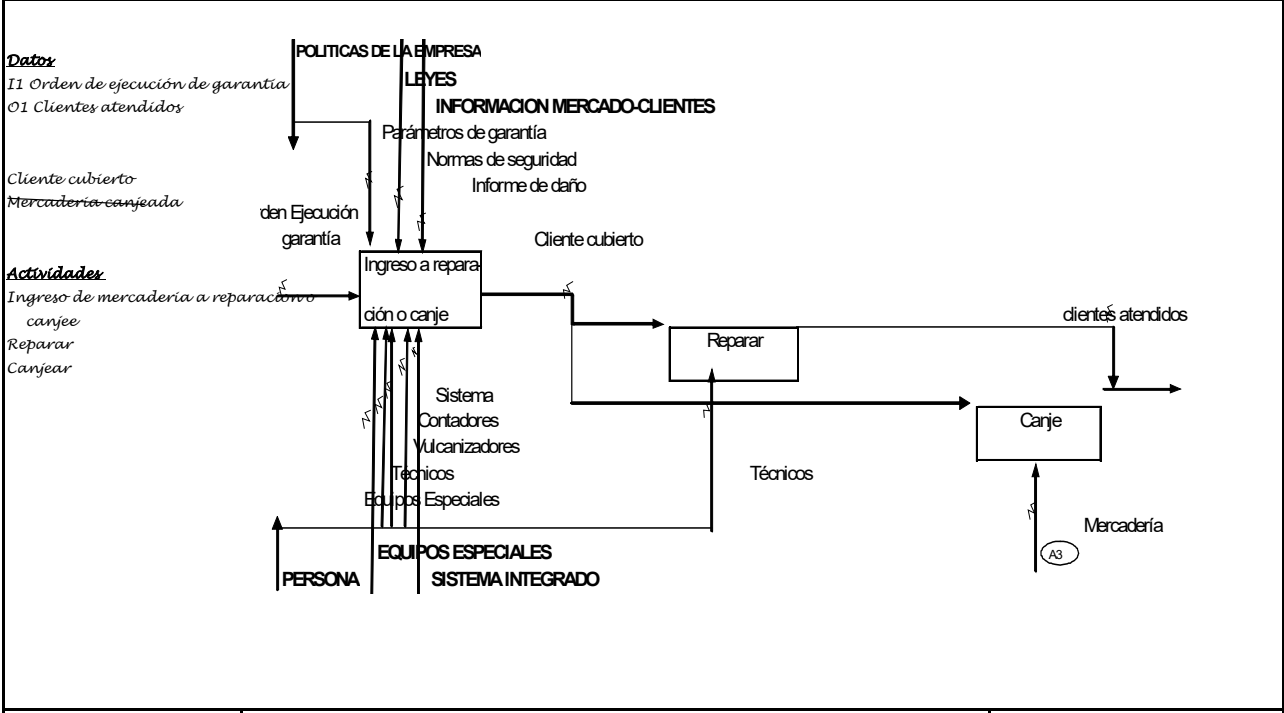 Datos
I1 Orden de ejecución de garantía
O1 Clientes atendidos
Cliente cubierto
Mercadería canjeada
Actividades
Ingreso de mercadería a reparación o
canjee
Reparar
Canjear
POLITICAS DE LA EMPRESA
LEYES
INFORMACION MERCADO-CLIENTES
Parámetros de garantía
Normas de seguridad
Informe de daño
rden Ejecución
garantía
Cliente cubierto
Ingreso a repara-
ción o canje
Reparar
clientes atendidos
Canje
Sistema
Contadores
Vulcanizadores
Técnicos
Equipos Especiales
Técnicos
Mercadería
A3
EQUIPOS ESPECIALES
PERSONA
SISTEMA INTEGRADO